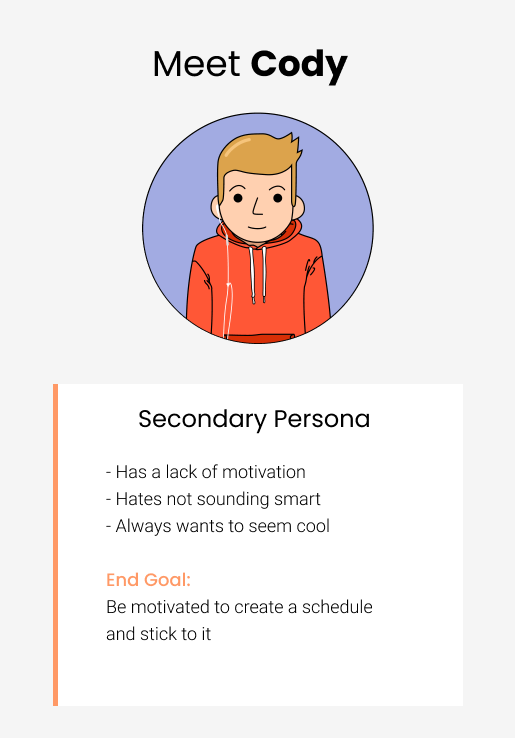 Meet Cody
Secondary Persona
- Has a lack of motivation
- Hates not sounding smart
- Always wants to seem cool
End Goal:
Be motivated to create a schedule
and stick to it